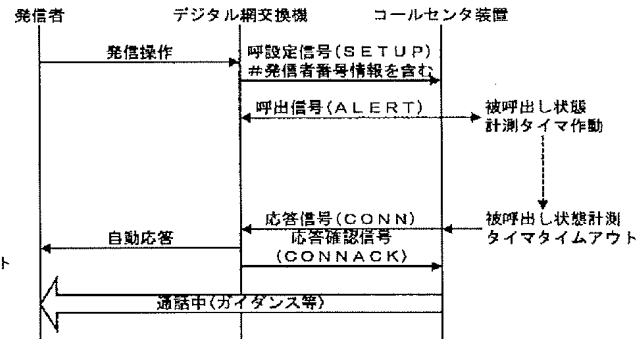 発信者
デジタル網交換機
コールセンタ装置
発信操作
呼設定信号(SETUP)
#発信者番号情報を含む
呼出信号(ALERT)
被呼出し状態
計測タイマ作動
応答信号(CONN)
被呼出し状態計測
タイマタイムアウト
自動応答
応答確認信号
(CONNACK)
ト
通話中(ガイダンス等)